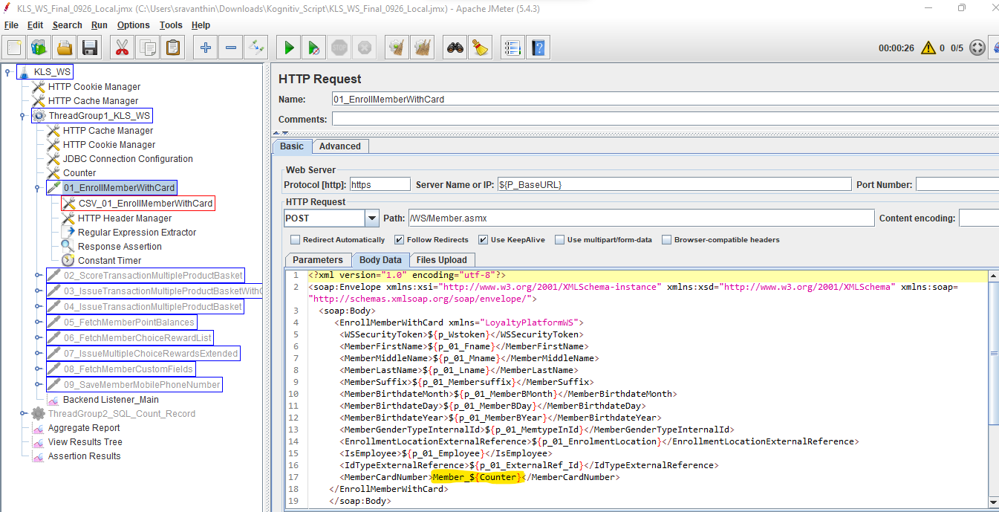 KLS_WS_Final_0926_Local.jmx (C:\Users\sravanthin\Downloads\Kognitiv_Script\KLS_WS_Final_0926_Local.jmx) - Apache JMeter (5.4.3)
File Edit Search Run Options Tools Help
STOP
00:00:26 0 0/5
KLS_WS
HTTP Cookie Manager
HTTP Cache Manager
ThreadGroup1_KLS_WS
HTTP Cache Manager
HTTP Cookie Manager
JDBC Connection Configuration
Counter
01_EnrollMemberWithCard
CSV_01_EnrollMemberWithCard
HTTP Header Manager
Regular Expression Extractor
Response Assertion
Constant Timer
02_ScoreTransactionMultipleProductBasket
03_IssueTransactionMultipleProductBasketWithC
04_IssueTransactionMultipleProductBasket
05_FetchMemberPointBalances
06_FetchMemberChoiceRewardList
07_IssueMultipleChoiceRewardsExtended
08_FetchMemberCustomFields
09_SaveMemberMobilePhoneNumber
Backend Listener_Main
ThreadGroup2_SQL_Count_Record
Aggregate Report
View Results Tree
Assertion Results
HTTP Request
Name: 01_EnrollMemberWithCard
Comments:
Basic Advanced
Web Server
Protocol [http]: https Server Name or IP: ${P_BaseURL} Port Number:
HTTP Request
POST Path: /WS/Member.asmx Content encoding:
Redirect Automatically Follow Redirects Use KeepAlive Use multipart/form-data Browser-compatible headers
Parameters Body Data Files Upload
1 <?xml version="1.0" encoding="utf-8"?>
2 <soap:Envelope xmlns:xsi="http://www.w3.org/2001/XMLSchema-instance" xmlns:xsd="http://www.w3.org/2001/XMLSchema" xmlns:soap=
"http://schemas.xmlsoap.org/soap/envelope/">
3 <soap:Body>
4 <EnrollMemberWithCard xmlns="LoyaltyPlatformWS">
5 <WSSecurityToken>${p_Wstoken}</WSSecurityToken>
6 <MemberFirstName>${p_01_Fname}</MemberFirstName>
7 <MemberMiddleName>${p_01_Mname}</MemberMiddleName>
8 <MemberLastName>${p_01_Lname}</MemberLastName>
9 <MemberSuffix>${p_01_Membersuffix}</MemberSuffix>
10 <MemberBirthdateMonth>${p_01_MemberBMonth}</MemberBirthdateMonth>
11 <MemberBirthdateDay>${p_01_MemberBDay}</MemberBirthdateDay>
12 <MemberBirthdateYear>${p_01_MemberBYear}</MemberBirthdateYear>
13 <MemberGenderTypeInternalId>${p_01_MemtypeInId}</MemberGenderTypeInternalId>
14 <EnrollmentLocationExternalReference>${p_01_EnrolmentLocation}</EnrollmentLocationExternalReference>
15 <IsEmployee>${p_01_Employee}</IsEmployee>
16 <IdTypeExternalReference>${p_01_ExternalRef_Id}</IdTypeExternalReference>
17 <MemberCardNumber>Member_${Counter}</MemberCardNumber>
18 </EnrollMemberWithCard>
19 </soap:Body>